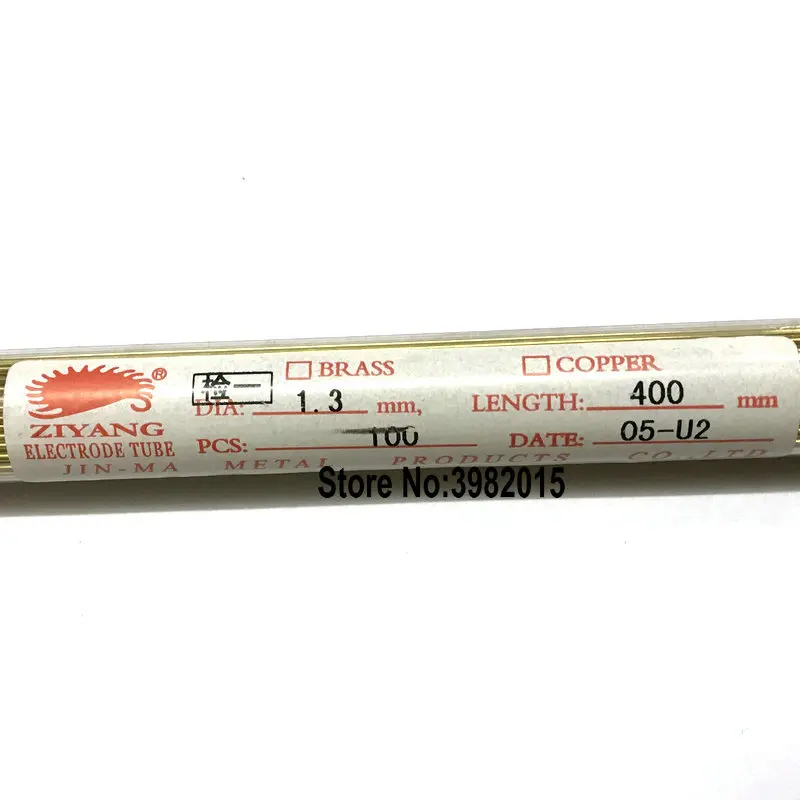 ®
ZIYANG
ELECTRODE TUBE
检一
BRASS
COPPER
DIA: 1.3 mm,
LENGTH: 400 mm
PCS: 100
DATE: 05-U2
JIN-MA METAL PRODUCTS CO.,LTD
Store No:3982015